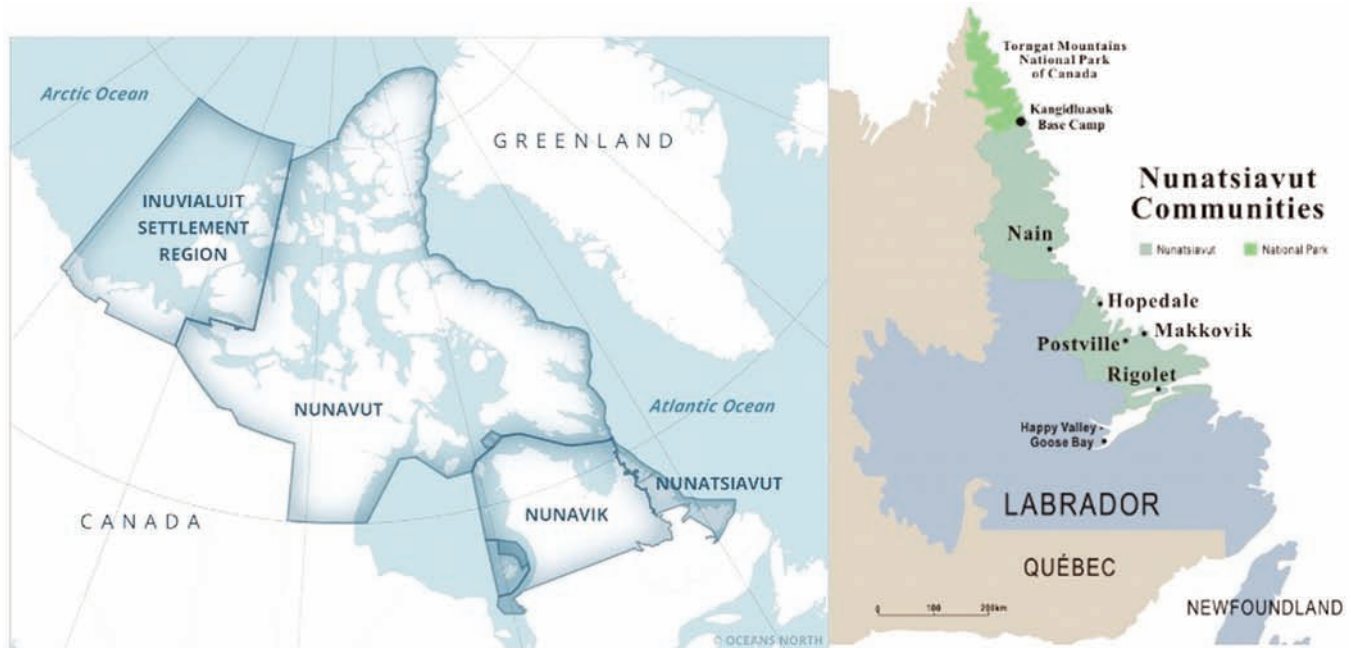 Arctic Ocean
GREENLAND
INUVIALUIT
SETTLEMENT
REGION
NUNAVUT
Atlantic Ocean
NUNATSIAVUT
NUNAVIK
CANADA
© OCEANS NORTH
Torngat Mountains
National Park
of Canada
Kangidluasuk
Base Camp
Nunatsiavut
Communities
Nunatsiavut
National Park
Nain
Hopedale
Makkovik
Postville
Rigolet
Happy Valley -
Goose Bay
LABRADOR
QUÉBEC
NEWFOUNDLAND
0 100 200km